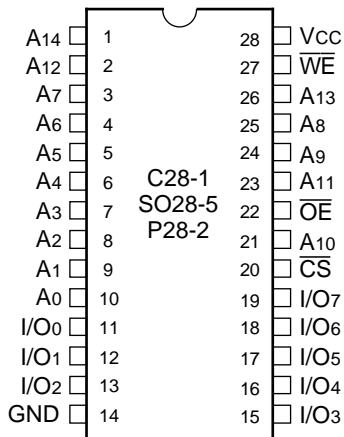 A14 1 28 VCC
A12 2 27 WE
A7 3 26 A13
A6 4 25 A8
A5 5 24 A9
A4 6 C28-1 23 A11
A3 7 SO28-5 22 OE
A2 8 P28-2 21 A10
A1 9 20 CS
A0 10 19 I/O7
I/O0 11 18 I/O6
I/O1 12 17 I/O5
I/O2 13 16 I/O4
GND 14 15 I/O3